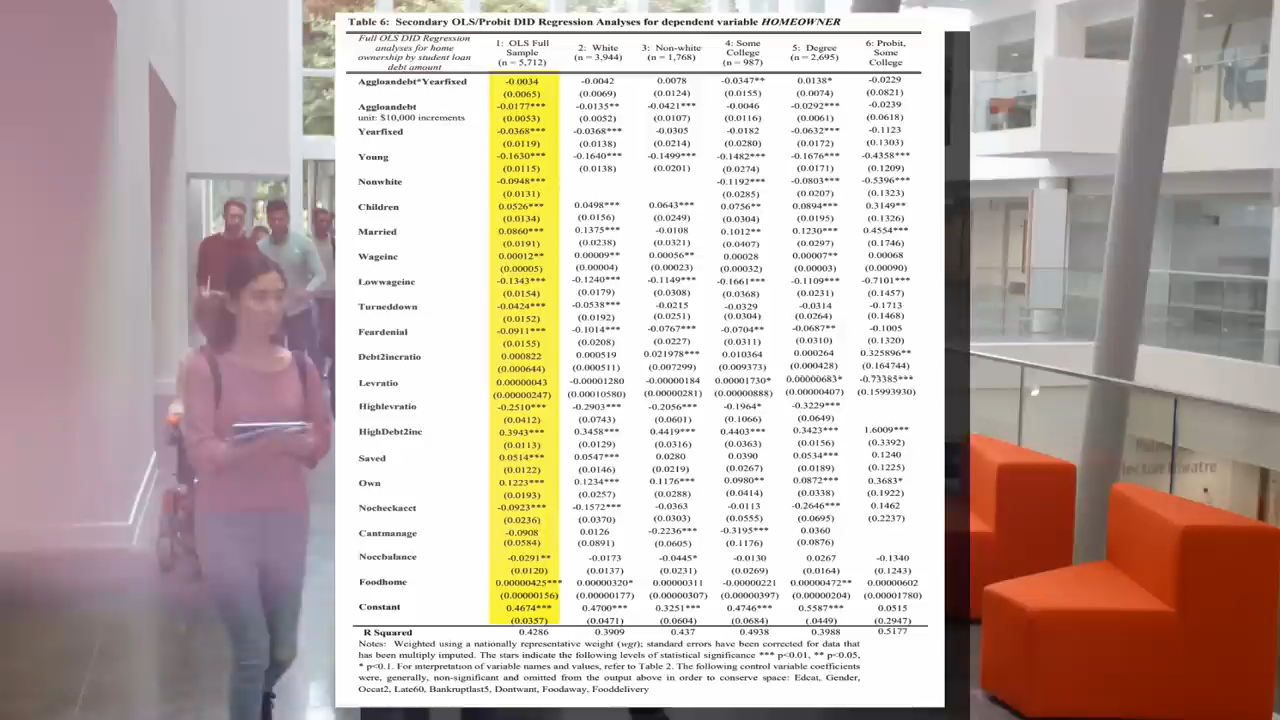 Table 6: Secondary OLS/Probit DID Regression Analyses for dependent variable HOMEOWNER
Full OLS DID Regression analyses for home ownership by student loan debt amount 1: OLS Full Sample (n = 5,712) 2: White (n = 3,944) 3: Non-white (n = 1,768) 4: Some College (n = 987) 5: Degree (n = 2,695) 6: Probit, Some College
Aggloandebt*Yearfixed -0.0034 -0.0042 0.0078 -0.0347** 0.0138* -0.0229
(0.0065) (0.0069) (0.0124) (0.0155) (0.0074) (0.0821)
Aggloandebt -0.0177*** -0.0135** -0.0421*** -0.0046 -0.0292*** -0.0239
unit: $10,000 increments (0.0053) (0.0052) (0.0107) (0.0116) (0.0061) (0.0618)
Yearfixed -0.0368*** -0.0368*** -0.0305 -0.0182 -0.0632*** -0.1123
(0.0119) (0.0138) (0.0214) (0.0280) (0.0172) (0.1303)
Young -0.1630*** -0.1640*** -0.1499*** -0.1482*** -0.1676*** -0.4358***
(0.0115) (0.0138) (0.0201) (0.0274) (0.0171) (0.1209)
Nonwhite -0.0948*** -0.1192*** -0.0803*** -0.5396***
(0.0131) (0.0285) (0.0207) (0.1323)
Children 0.0526*** 0.0498*** 0.0643*** 0.0756** 0.0894*** 0.3149**
(0.0134) (0.0156) (0.0249) (0.0304) (0.0195) (0.1326)
Married 0.0860*** 0.1375*** -0.0108 0.1012** 0.1230*** 0.4554***
(0.0191) (0.0238) (0.0321) (0.0407) (0.0297) (0.1746)
Wageinc 0.00012** 0.00009** 0.00056** 0.00028 0.00007** 0.00068
(0.00005) (0.00004) (0.00023) (0.00032) (0.00003) (0.00090)
Lowwageinc -0.1343*** -0.1240*** -0.1149*** -0.1661*** -0.1109*** -0.7101***
(0.0154) (0.0179) (0.0308) (0.0368) (0.0231) (0.1457)
Turneddown -0.0424*** -0.0538*** -0.0215 -0.0329 -0.0314 -0.1713
(0.0152) (0.0192) (0.0251) (0.0304) (0.0264) (0.1468)
Feardenial -0.0911*** -0.1014*** -0.0767*** -0.0704** -0.0687** -0.1005
(0.0155) (0.0208) (0.0227) (0.0311) (0.0310) (0.1320)
Debt2incratio 0.000822 0.000519 0.021978*** 0.010364 0.000264 0.325896**
(0.000644) (0.000511) (0.007299) (0.009373) (0.000428) (0.164744)
Levratio 0.00000043 -0.00001280 -0.00000184 0.00001730* 0.00000683* -0.73385***
(0.00000247) (0.00010580) (0.00000281) (0.00000888) (0.00000407) (0.15993930)
Highlevratio -0.2510*** -0.2903*** -0.2056*** -0.1964* -0.3229***
(0.0412) (0.0743) (0.0601) (0.1066) (0.0649)
HighDebt2inc 0.3943*** 0.3458*** 0.4419*** 0.4403*** 0.3423*** 1.6009***
(0.0113) (0.0129) (0.0316) (0.0363) (0.0156) (0.3392)
Saved 0.0514*** 0.0547*** 0.0280 0.0390 0.0534*** 0.1240
(0.0122) (0.0146) (0.0219) (0.0267) (0.0189) (0.1225)
Own 0.1223*** 0.1234*** 0.1176*** 0.0980** 0.0872*** 0.3683*
(0.0193) (0.0257) (0.0288) (0.0414) (0.0338) (0.1922)
Nocheckacct -0.0923*** -0.1572*** -0.0363 -0.0113 -0.2646*** 0.1462
(0.0236) (0.0370) (0.0303) (0.0555) (0.0695) (0.2237)
Cantmanage -0.0908 0.0126 -0.2236*** -0.3195*** 0.0360
(0.0584) (0.0891) (0.0605) (0.1176) (0.0876)
Noccbalance -0.0291** -0.0173 -0.0445* -0.0130 0.0267 -0.1340
(0.0120) (0.0137) (0.0231) (0.0269) (0.0164) (0.1243)
Foodhome 0.00000425*** 0.00000320* 0.00000311 -0.00000221 0.00000472** 0.00000602
(0.00000156) (0.00000177) (0.00000307) (0.00000397) (0.00000204) (0.00001780)
Constant 0.4674*** 0.4700*** 0.3251*** 0.4746*** 0.5587*** 0.0515
(0.0357) (0.0471) (0.0604) (0.0684) (.0449) (0.2947)
R Squared 0.4286 0.3909 0.437 0.4938 0.3988 0.5177
Notes: Weighted using a nationally representative weight (wgt); standard errors have been corrected for data
that has been multiply imputed. The stars indicate the following levels of statistical significance *** p<0.01, ** p<0.05,
* p<0.1. For interpretation of variable names and values, refer to Table 2. The following control variable coefficients
were, generally, non-significant and omitted from the output above in order to conserve space: Edcat, Gender,
Occat2, Late60, Bankruptlast5, Dontwant, Foodaway, Fooddelivery